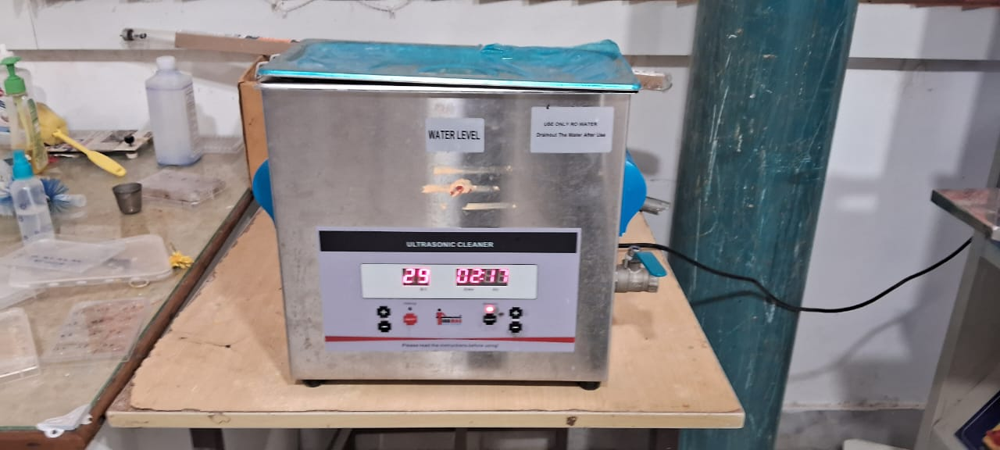 WATER LEVEL
USE ONLY RO WATER
Drainout The Water After Use
ULTRASONIC CLEANER
29
02:17
Please read the instructions before using!